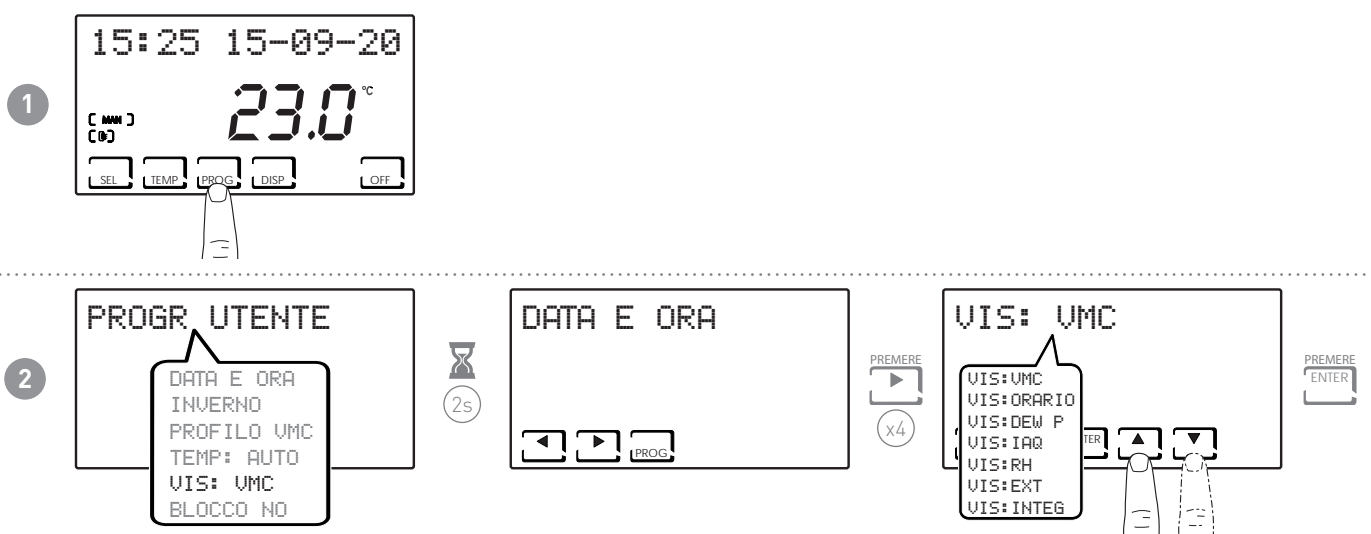 1
15:25 15-09-20
23.0 °C
[ MAN ]
SEL TEMP PROG DISP OFF
2
PROGR UTENTE
DATA E ORA
INVERNO
PROFILO VMC
TEMP: AUTO
VIS: VMC
BLOCCO NO
2s
DATA E ORA
PROG
PREMERE
x4
VIS: VMC
VIS:VMC
VIS:ORARIO
VIS:DEW P
VIS:IAQ
VIS:RH
VIS:EXT
VIS:INTEG
TER
PREMERE
ENTER